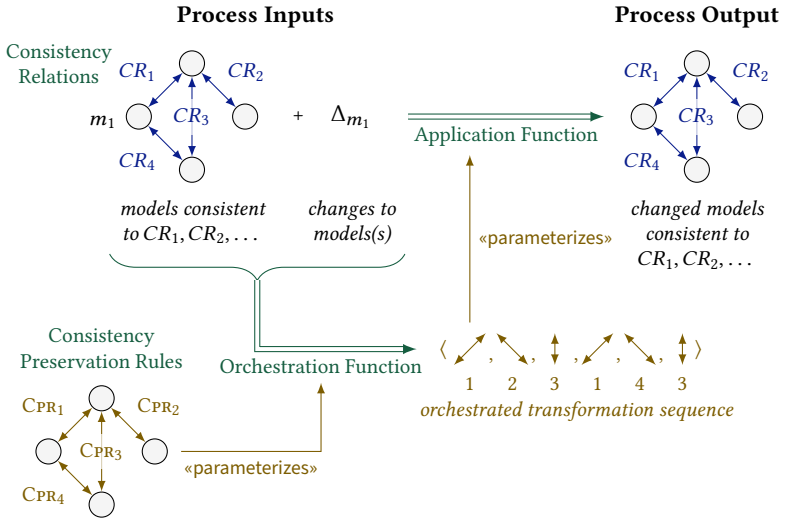 Process Inputs
Process Output
Consistency
Relations
CR₁
CR₂
m₁
CR₃
CR₄
+
Δₘ₁
Application Function
CR₁
CR₂
CR₃
CR₄
models consistent
to CR₁, CR₂, . . .
changes to
models(s)
«parameterizes»
changed models
consistent to
CR₁, CR₂, . . .
Consistency
Preservation Rules
Orchestration Function
⟨ , , , , , ⟩
1 2 3 1 4 3
orchestrated transformation sequence
CPR₁
CPR₂
CPR₃
CPR₄
«parameterizes»